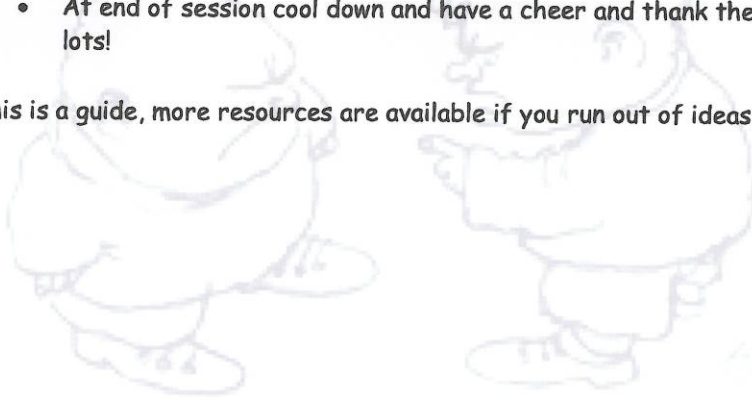 • At end of session cool down and have a cheer and thank the
lots!
is is a guide, more resources are available if you run out of ideas